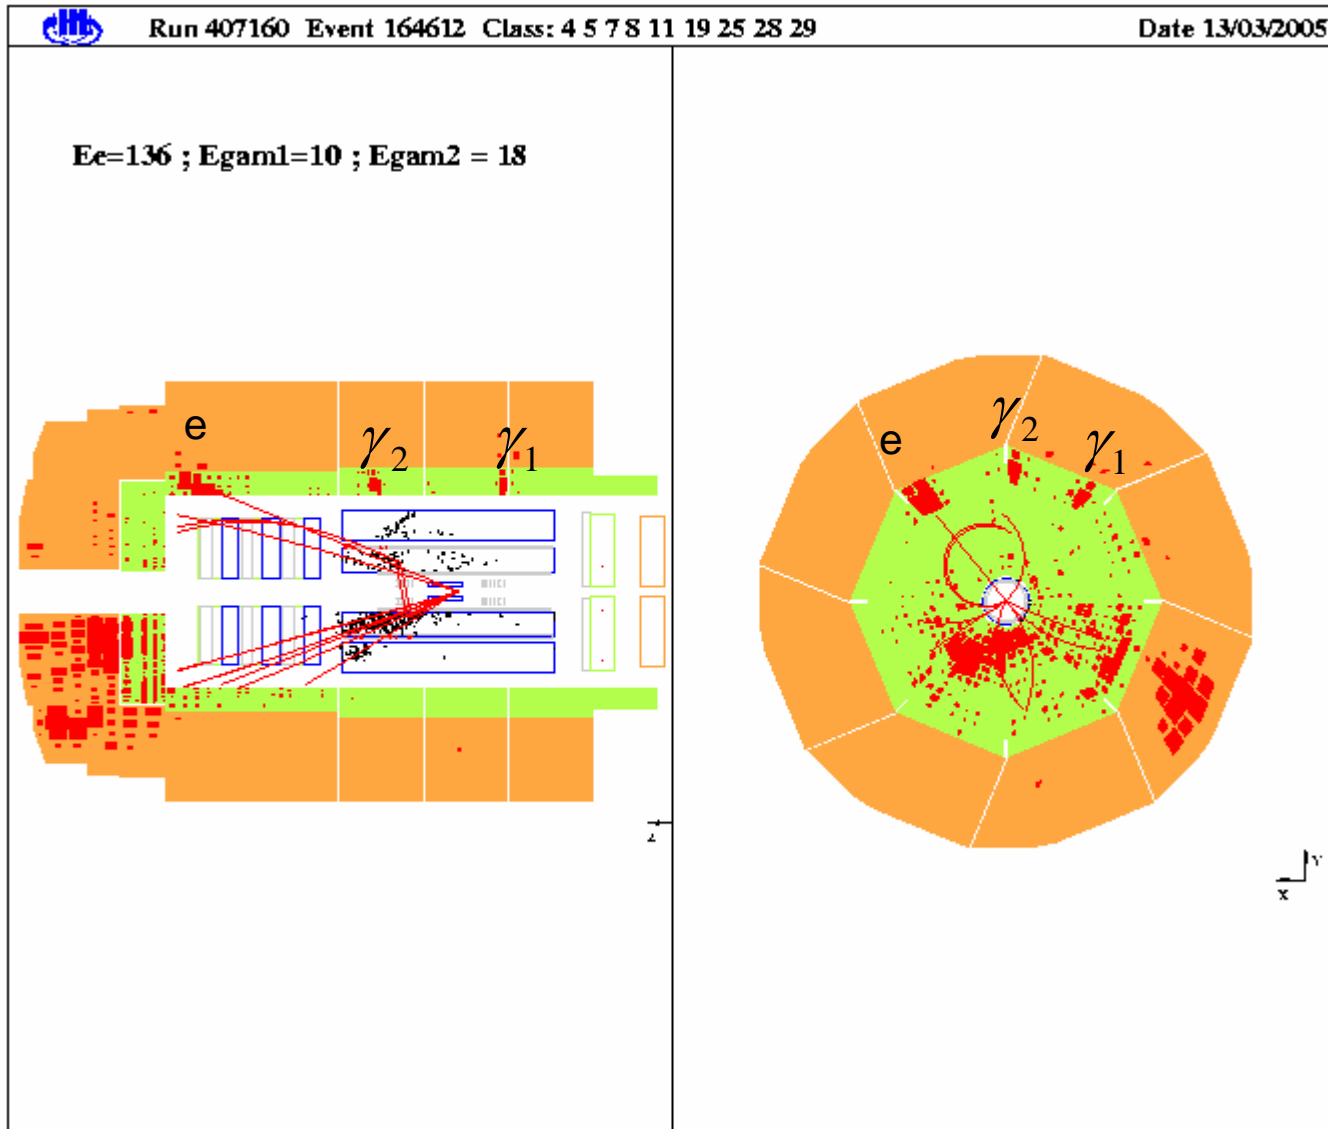 Run 407160 Event 164612 Class: 4 5 7 8 11 19 25 28 29 Date 13/03/2005
Ee=136 ; Egam1=10 ; Egam2 = 18
e γ2 γ1
e γ2 γ1
Z
Y
X